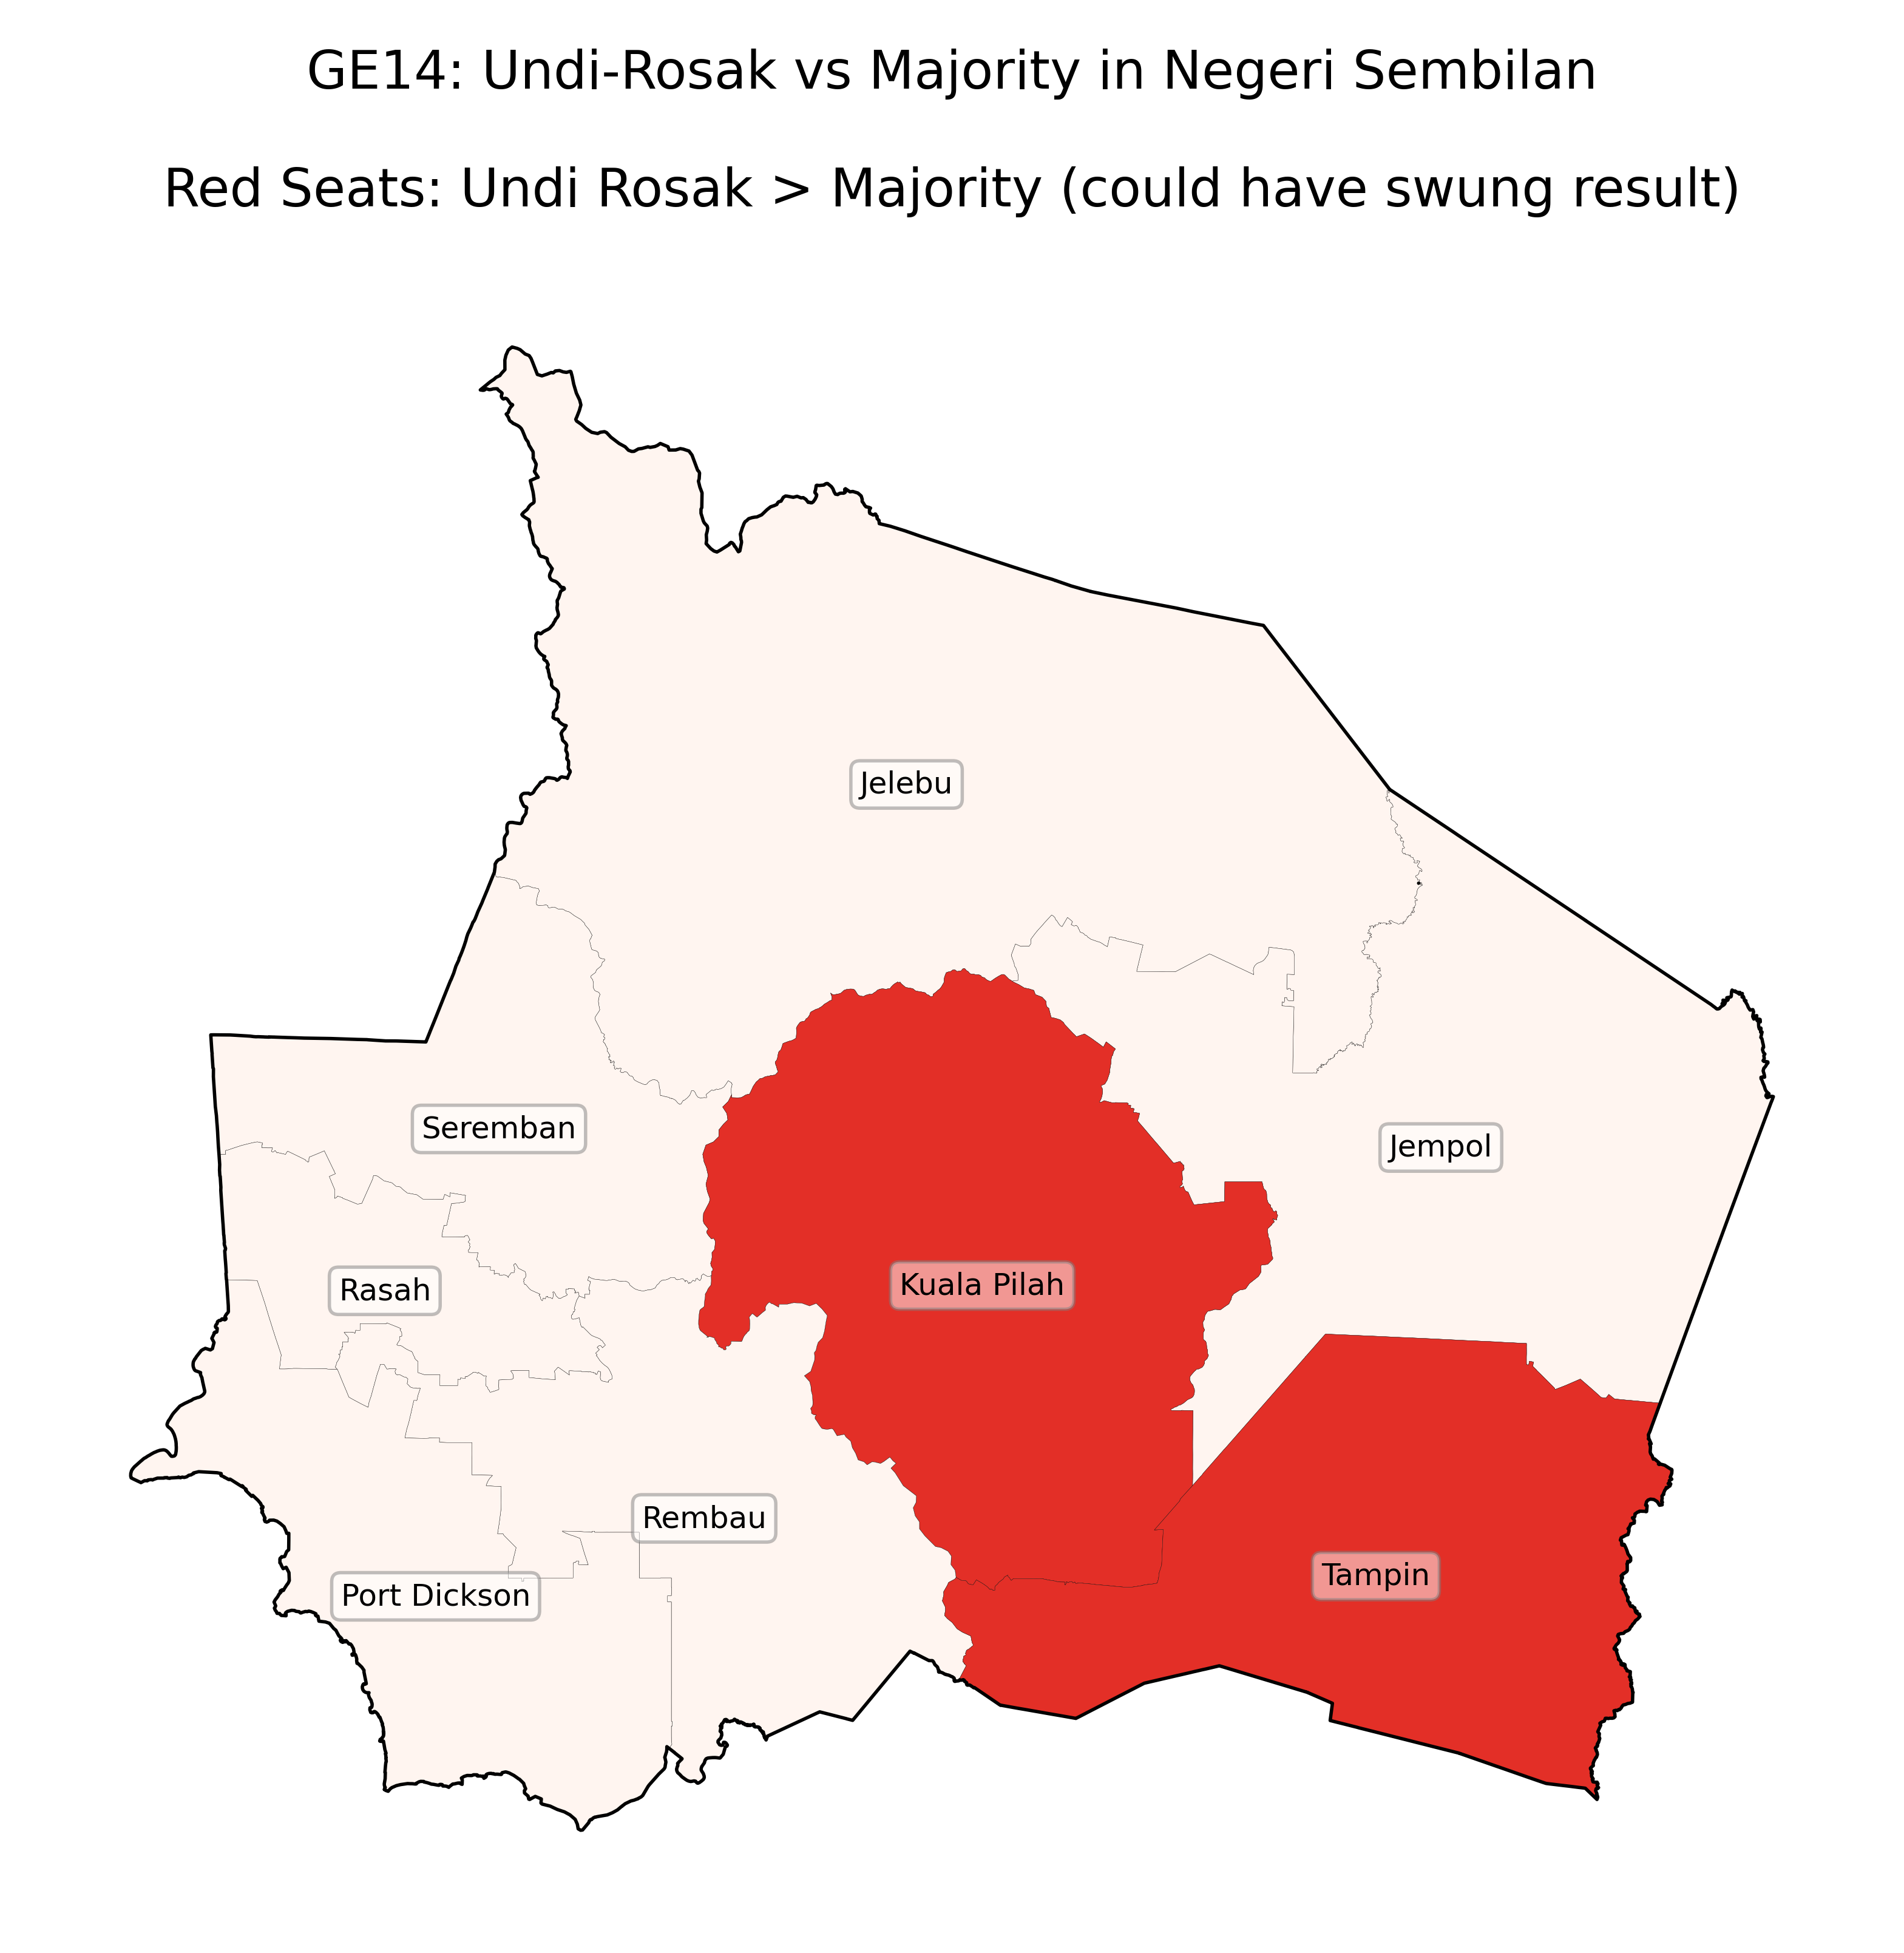 GE14: Undi-Rosak vs Majority in Negeri Sembilan
Red Seats: Undi Rosak > Majority (could have swung result)
Jelebu
Seremban
Jempol
Rasah
Kuala Pilah
Rembau
Tampin
Port Dickson